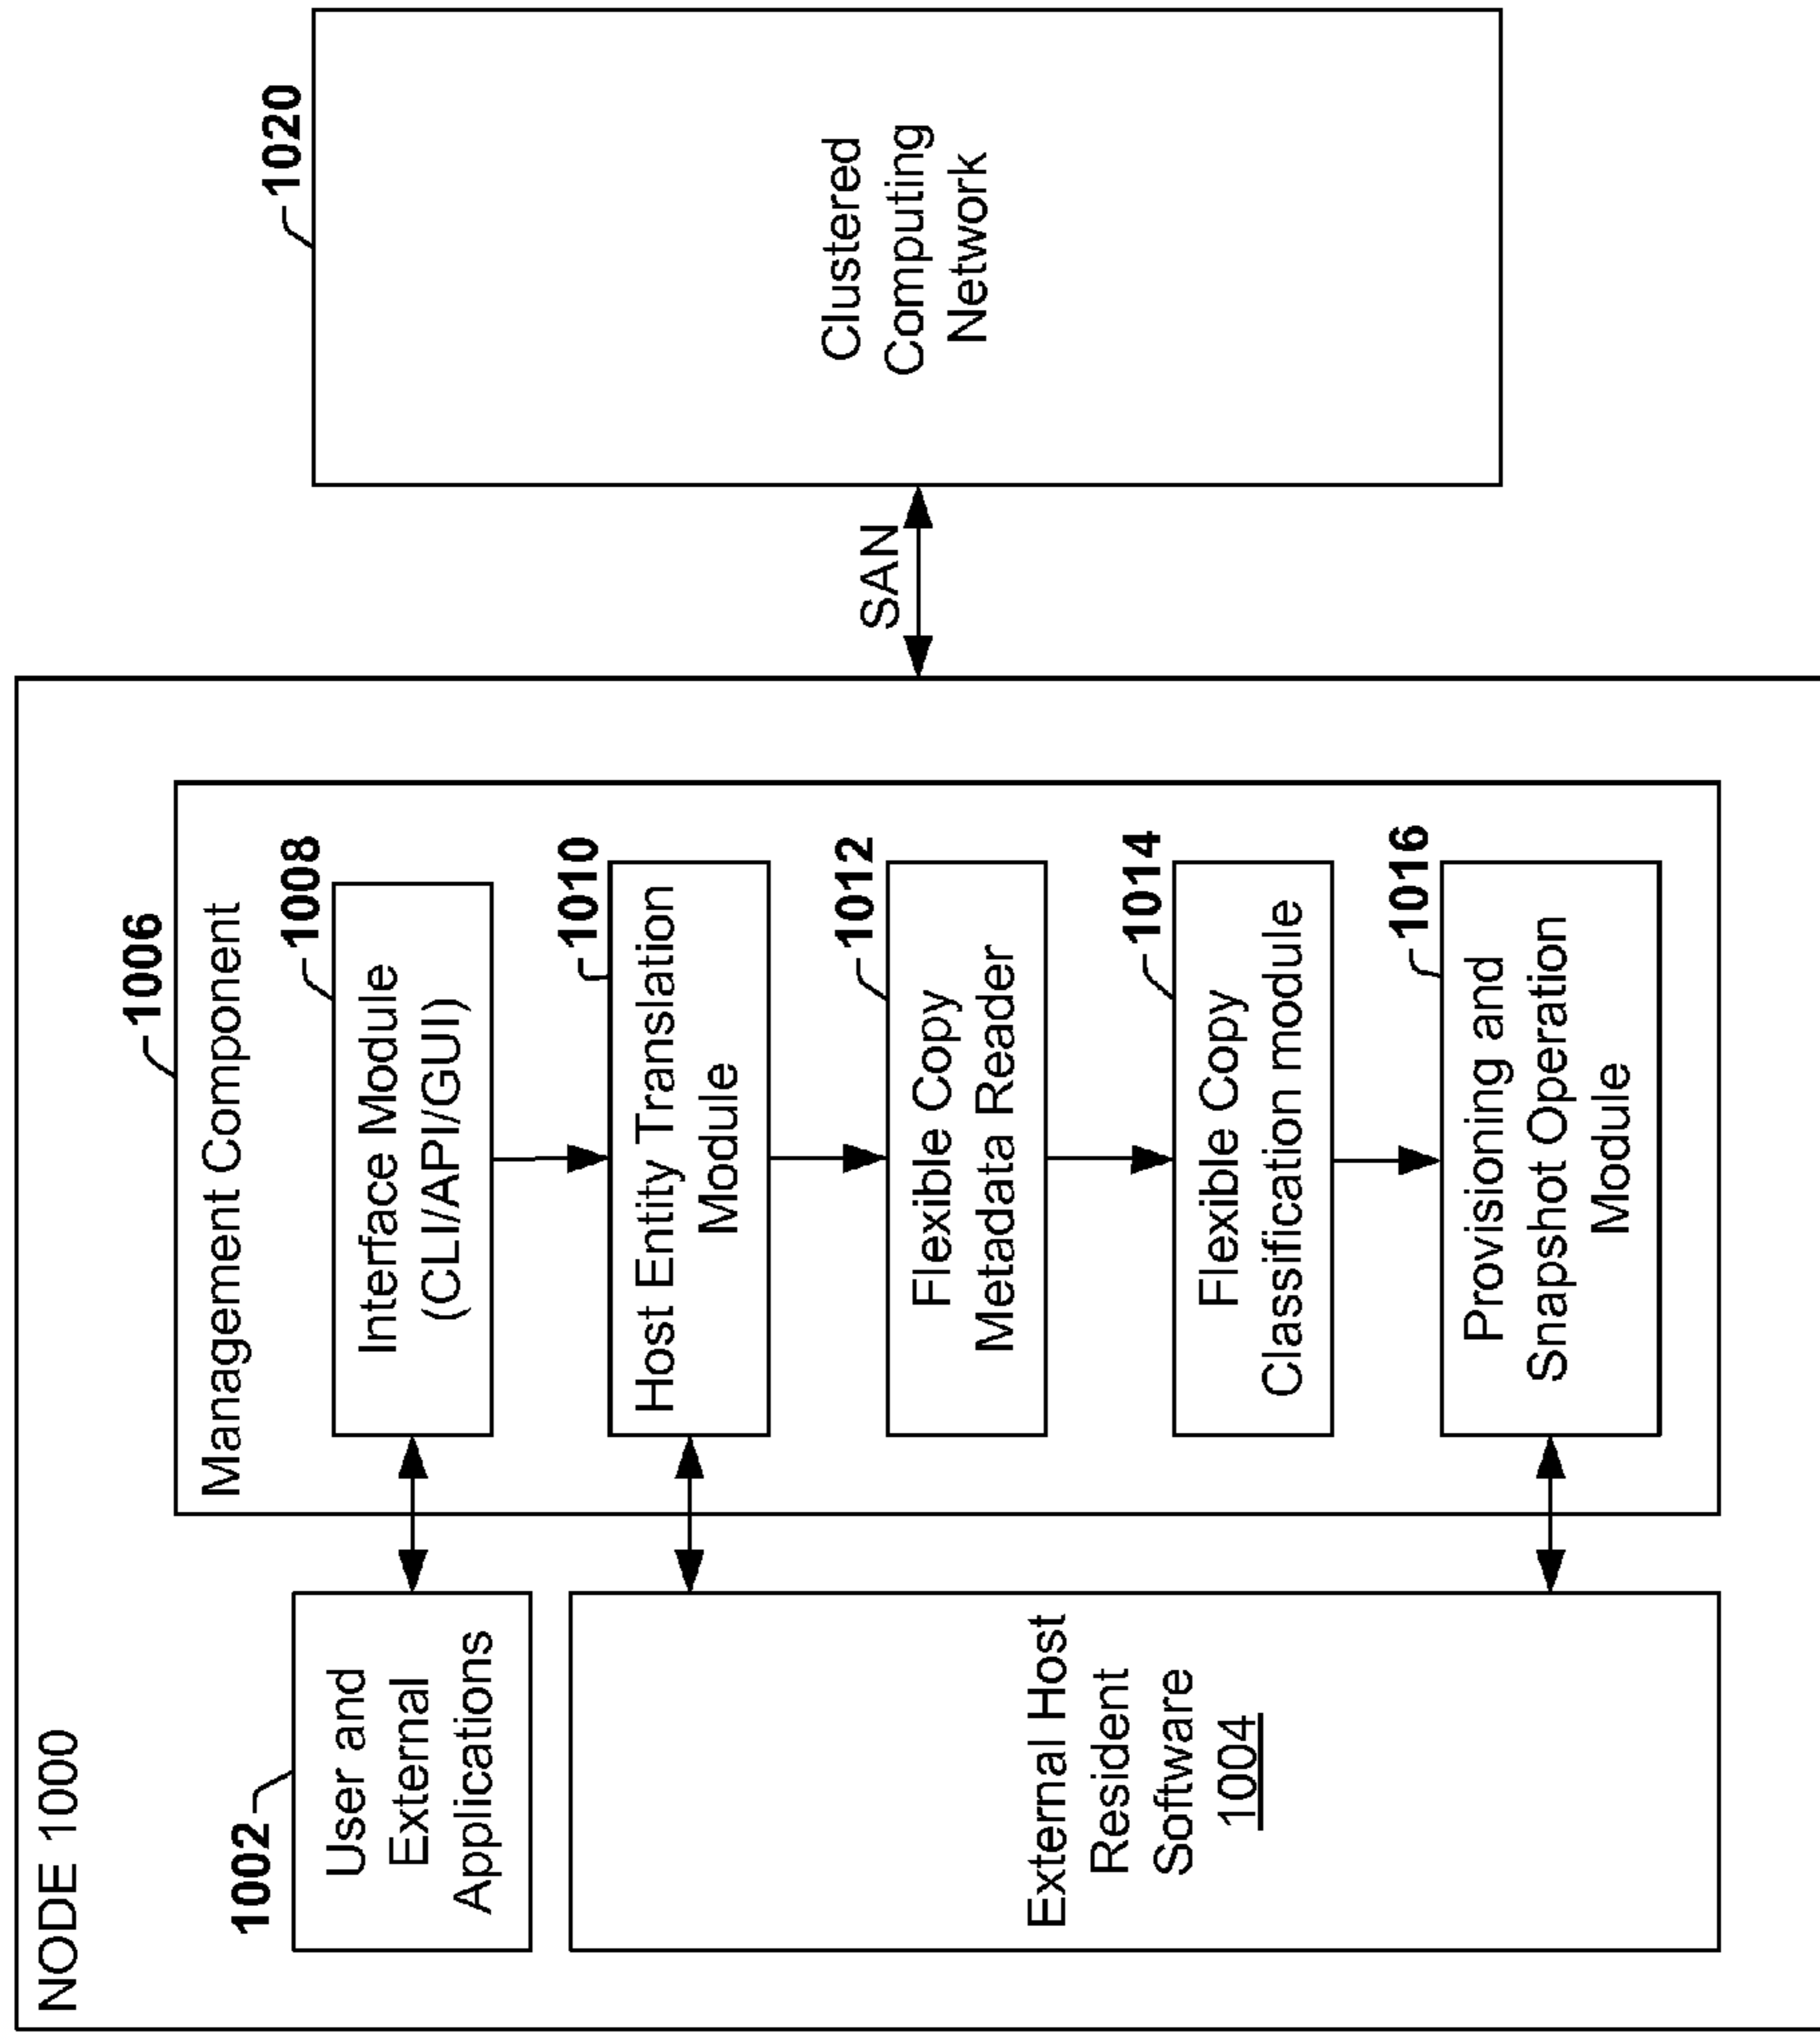 NODE 1000
1002
User and
External
Applications
External Host
Resident
Software
1004
1006
Management Component
1008
Interface Module
(CLI/API/GUI)
1010
Host Entity Translation
Module
1012
Flexible Copy
Metadata Reader
1014
Flexible Copy
Classification module
1016
Provisioning and
Snapshot Operation
Module
SAN
1020
Clustered
Computing
Network